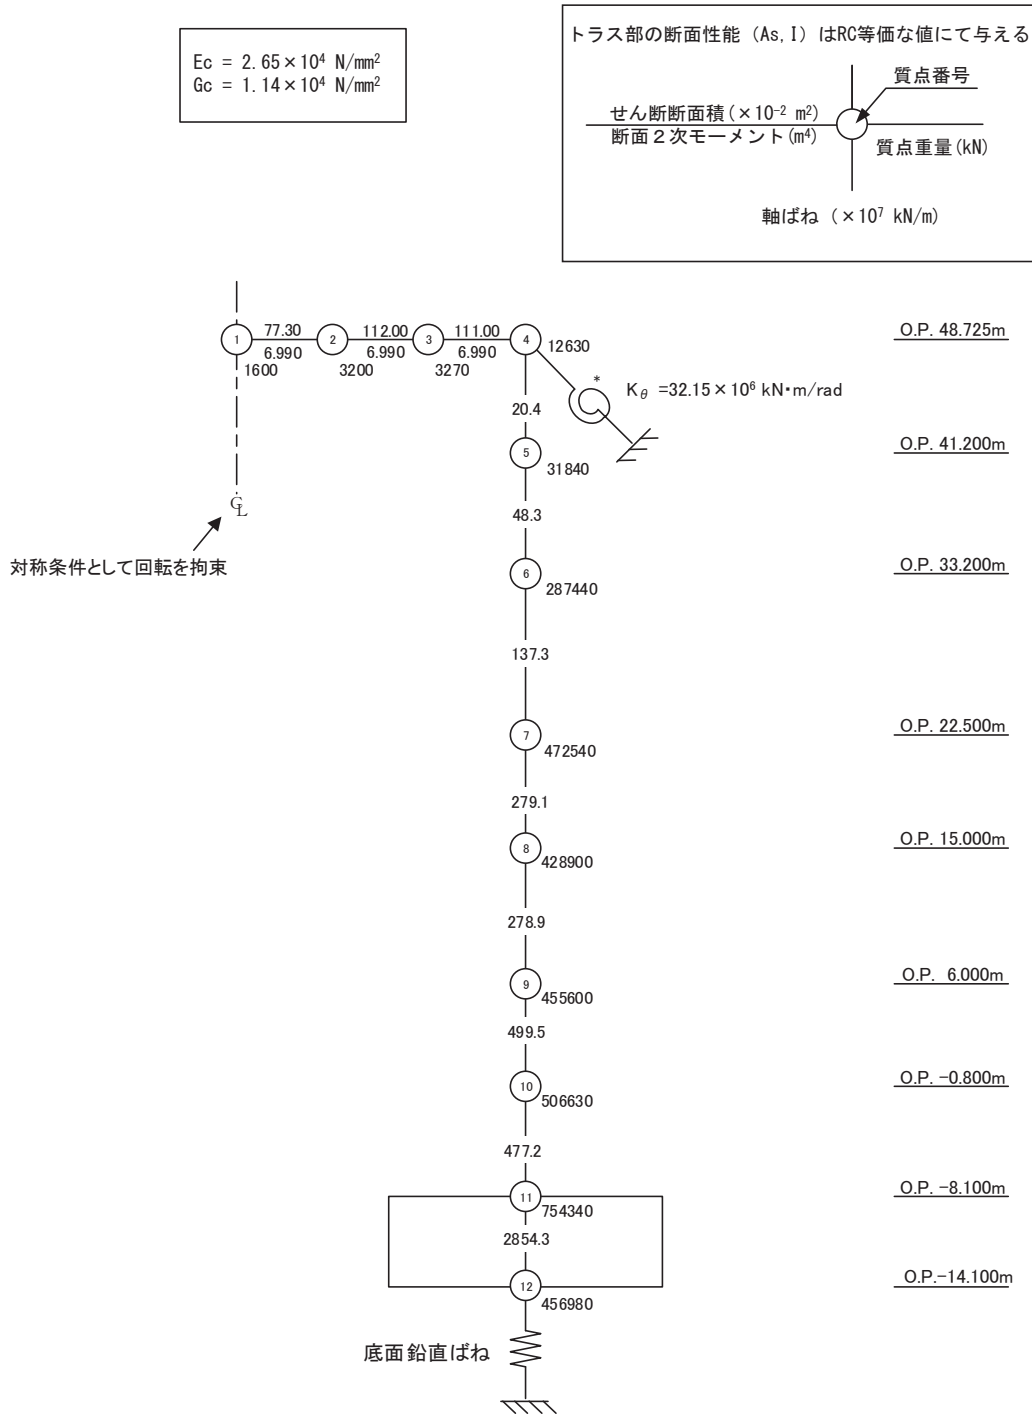 Ec = 2.65×10⁴ N/mm²
Gc = 1.14×10⁴ N/mm²
トラス部の断面性能（As, I）はRC等価な値にて与える
質点番号
せん断断面積(×10⁻² m²)
断面２次モーメント(m⁴)
質点重量(kN)
軸ばね（×10⁷ kN/m)
1 77.30 2 112.00 3 111.00 4
6.990 6.990 6.990
1600 3200 3270 12630
O.P. 48.725m
*
Kθ =32.15×10⁶ kN・m/rad
20.4
5
31840
O.P. 41.200m
48.3
CL
対称条件として回転を拘束
6
287440
O.P. 33.200m
137.3
7
472540
O.P. 22.500m
279.1
8
428900
O.P. 15.000m
278.9
9
455600
O.P. 6.000m
499.5
10
506630
O.P. -0.800m
477.2
11
754340
O.P. -8.100m
2854.3
12
456980
O.P.-14.100m
底面鉛直ばね